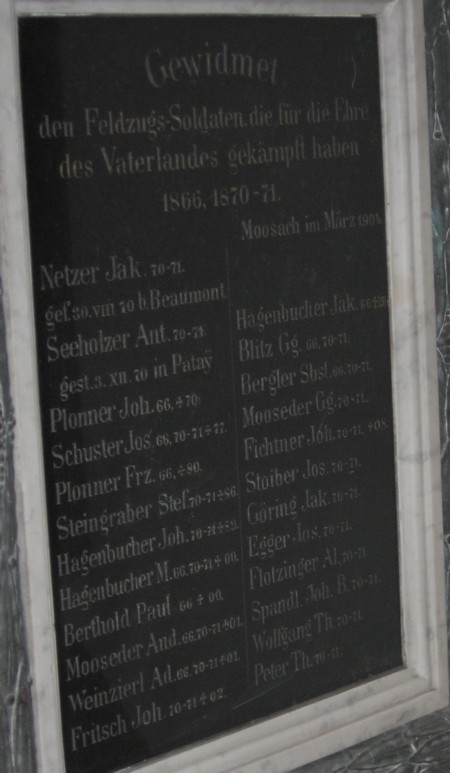 Gewidmet
den Feldzugs-Soldaten, die für die Ehre
des Vaterlandes gekämpft haben
1866, 1870-71.
Moosach im März
Netzer Jak. 70-71.
gef. 30. VIII 70 b. Beaumont
Seeholzer Ant. 70-71
gest. 3. XII. 70 in Pataÿ
Plonner Joh. 66, ÷ 70.
Schuster Jos. 66, 70-71 ÷ 77.
Plonner Frz. 66, ÷ 80.
Steingraber Stef. 70-71 ÷ 86.
Hagenbucher Joh. 70-71 ÷
Hagenbucher M. 66. 70-71 ÷ 00.
Berthold Paul 66 ÷ 00.
Mooseder And. 66. 70-71 ÷ 01.
Weinzierl Ad. 66. 70-71 ÷ 01.
Fritsch Joh. 70-71 ÷ 02.
Hagenbucher Jak. 66 ÷
Blitz Gg. 66, 70-71.
Bergler Sbst. 66, 70-71.
Mooseder Gg. 70-71.
Fichtner Joh. 70-71. ÷ 08.
Stoiber Jos. 70-71.
Göring Jak. 70-71.
Egger Jos. 70-71.
Flotzinger Al. 70-71
Spandl. Joh. B. 70-71.
Wolfgang Th. 70-71.
Peter Th. 70-71.